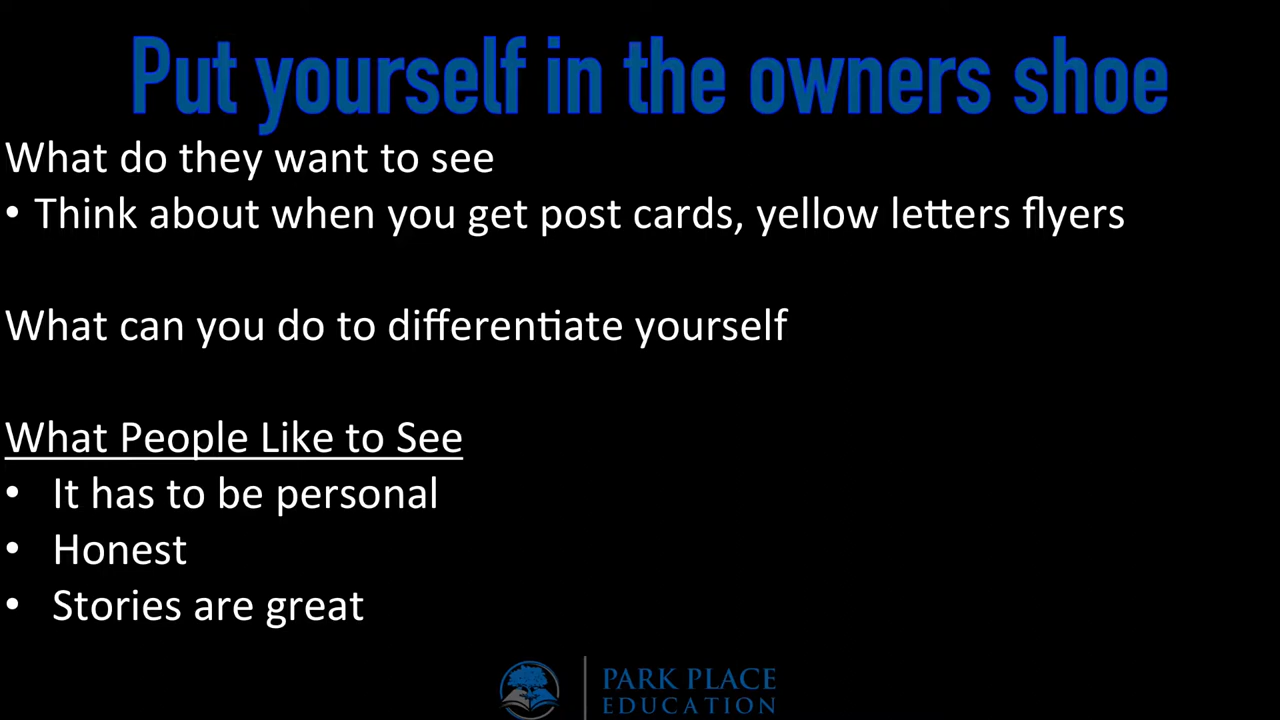 Put yourself in the owners shoe
What do they want to see
• Think about when you get post cards, yellow letters flyers
What can you do to differentiate yourself
What People Like to See
• It has to be personal
• Honest
• Stories are great
PARK PLACE
EDUCATION